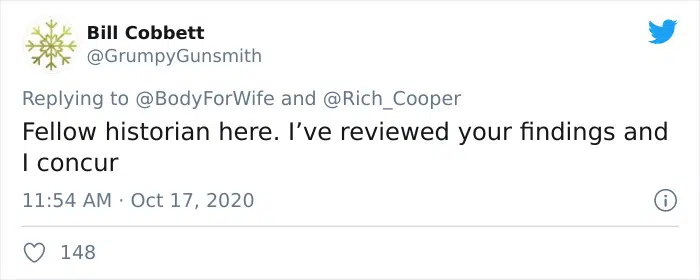 Bill Cobbett
@GrumpyGunsmith
Replying to @BodyForWife and @Rich_Cooper
Fellow historian here. I’ve reviewed your findings and
I concur
11:54 AM · Oct 17, 2020
148